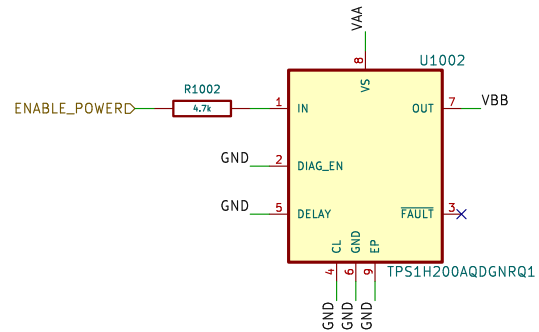 VAA
U1002
8
VS
R1002
ENABLE_POWER
4.7k
1
IN
OUT
7
VBB
GND
2
DIAG_EN
GND
5
DELAY
FAULT
3
CL
GND
EP
4
6
9
TPS1H200AQDGNRQ1
GND
GND
GND